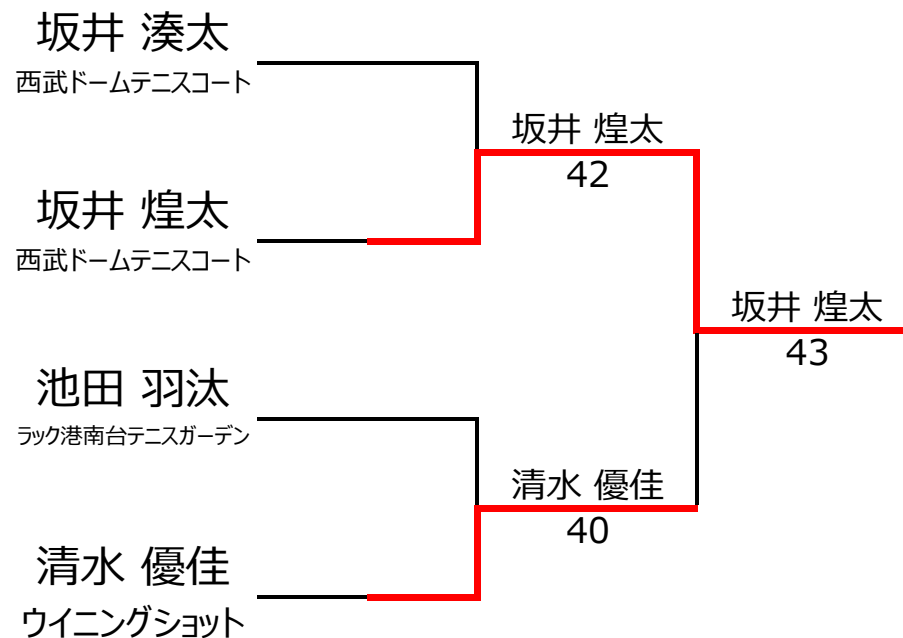 坂井 湊太
西武ドームテニスコート
坂井 煌太
42
坂井 煌太
西武ドームテニスコート
坂井 煌太
43
池田 羽汰
ラック港南台テニスガーデン
清水 優佳
40
清水 優佳
ウイニングショット